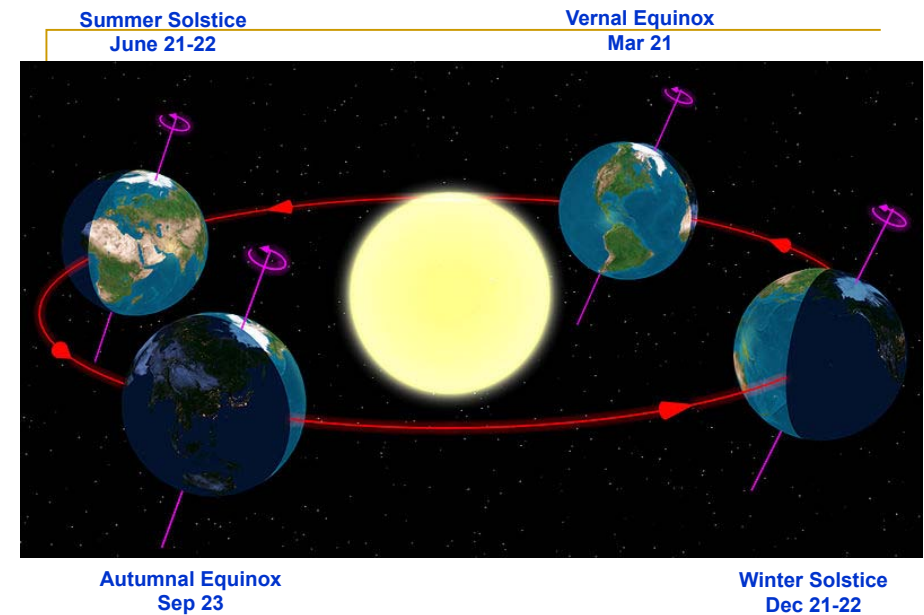 Summer Solstice
June 21-22
Vernal Equinox
Mar 21
Autumnal Equinox
Sep 23
Winter Solstice
Dec 21-22